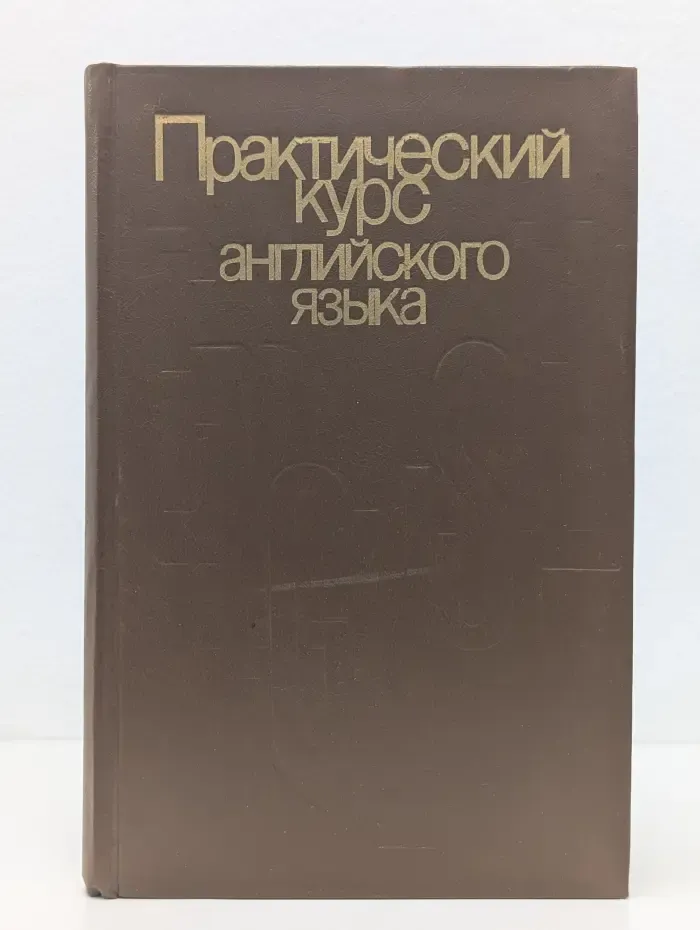 Практический
курс
английского
языка